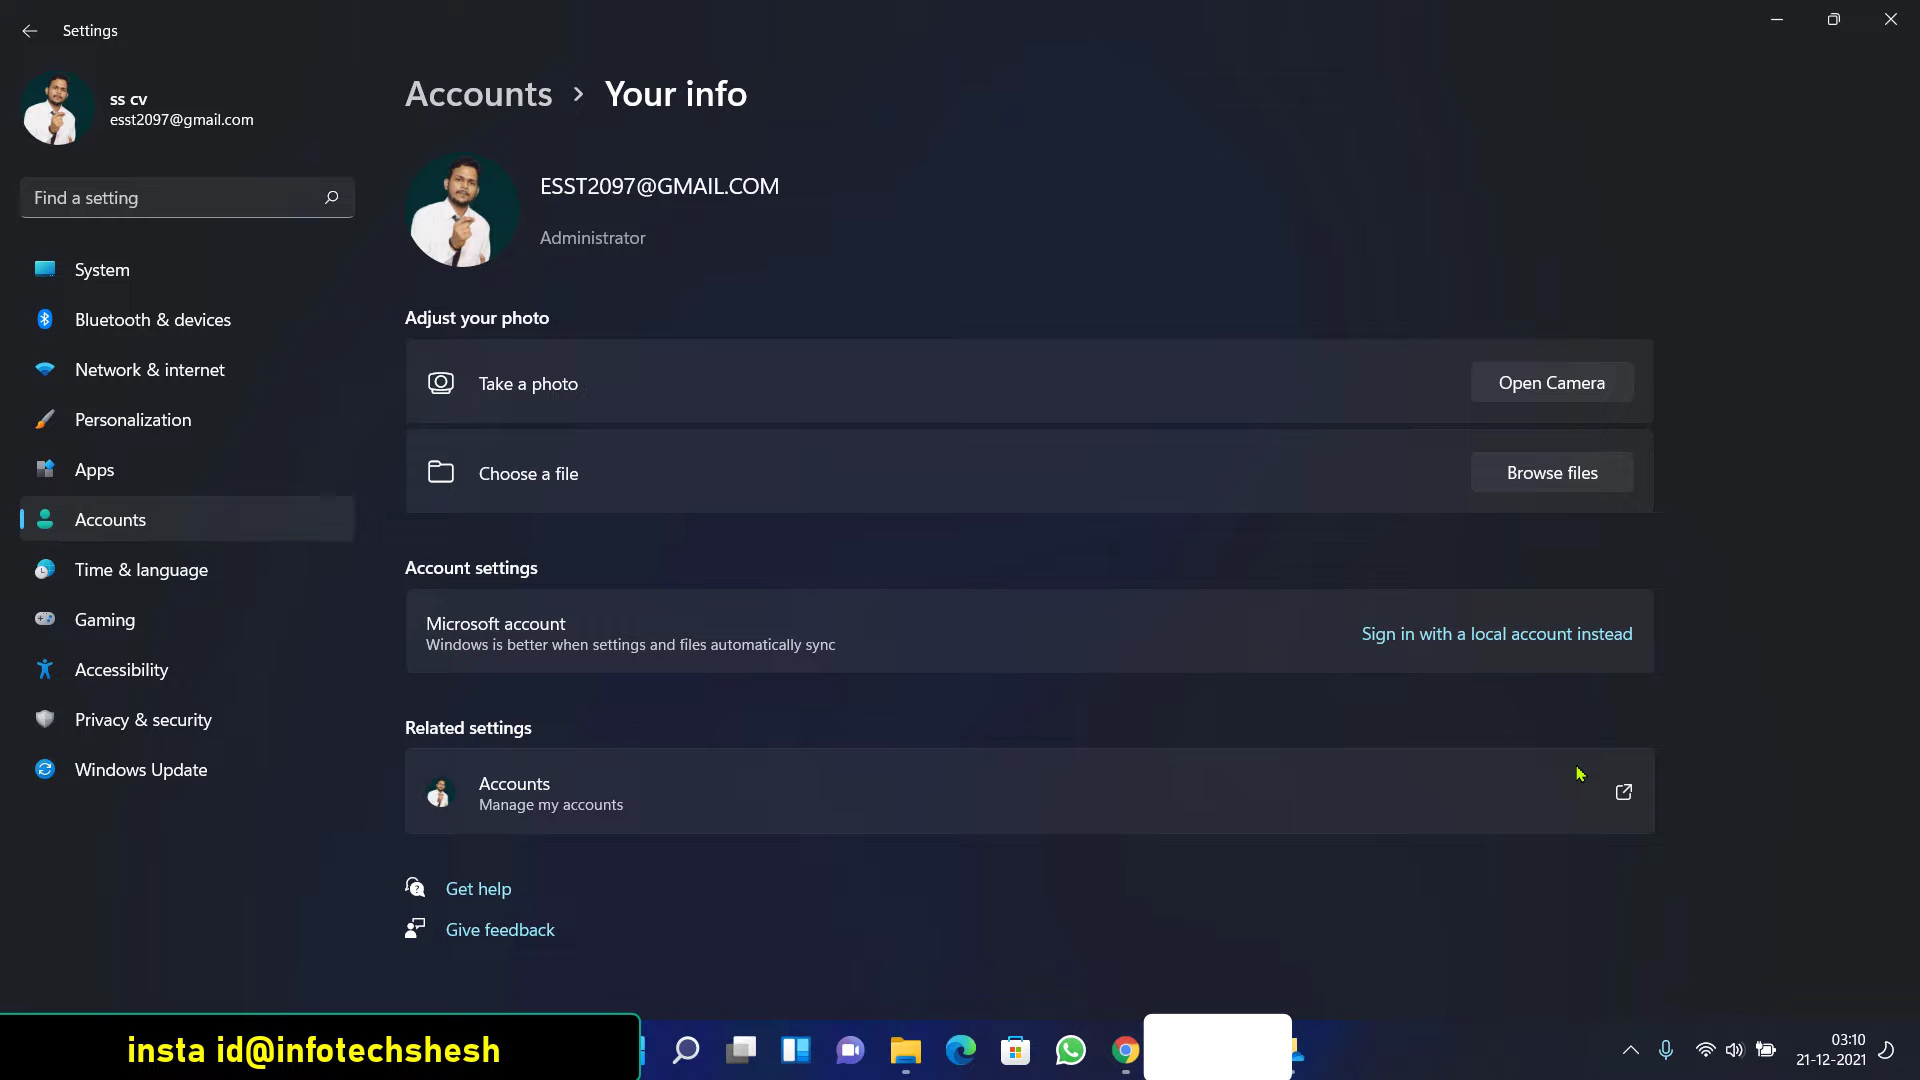 Settings
ss cv
esst2097@gmail.com
Find a setting
System
Bluetooth & devices
Network & internet
Personalization
Apps
Accounts
Time & language
Gaming
Accessibility
Privacy & security
Windows Update
Accounts › Your info
ESST2097@GMAIL.COM
Administrator
Adjust your photo
Take a photo
Open Camera
Choose a file
Browse files
Account settings
Microsoft account
Windows is better when settings and files automatically sync
Sign in with a local account instead
Related settings
Accounts
Manage my accounts
Get help
Give feedback
insta id@infotechshesh
03:10
21-12-2021